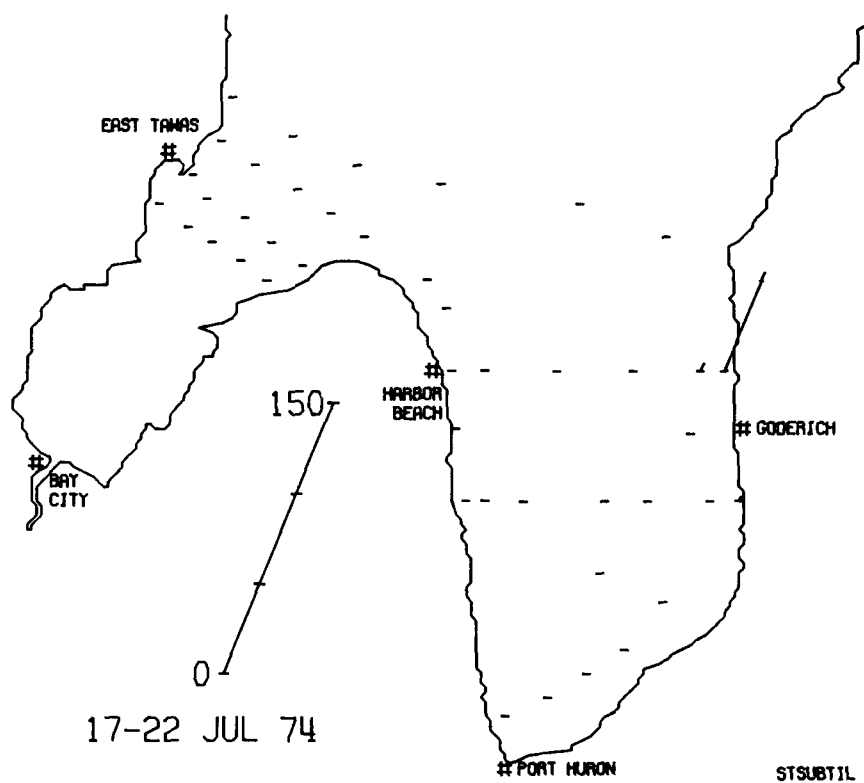 EAST TAWAS
#
150
#
HARBOR
BEACH
# GODERICH
#
BAY
CITY
0
17-22 JUL 74
# PORT HURON
STSUBTIL